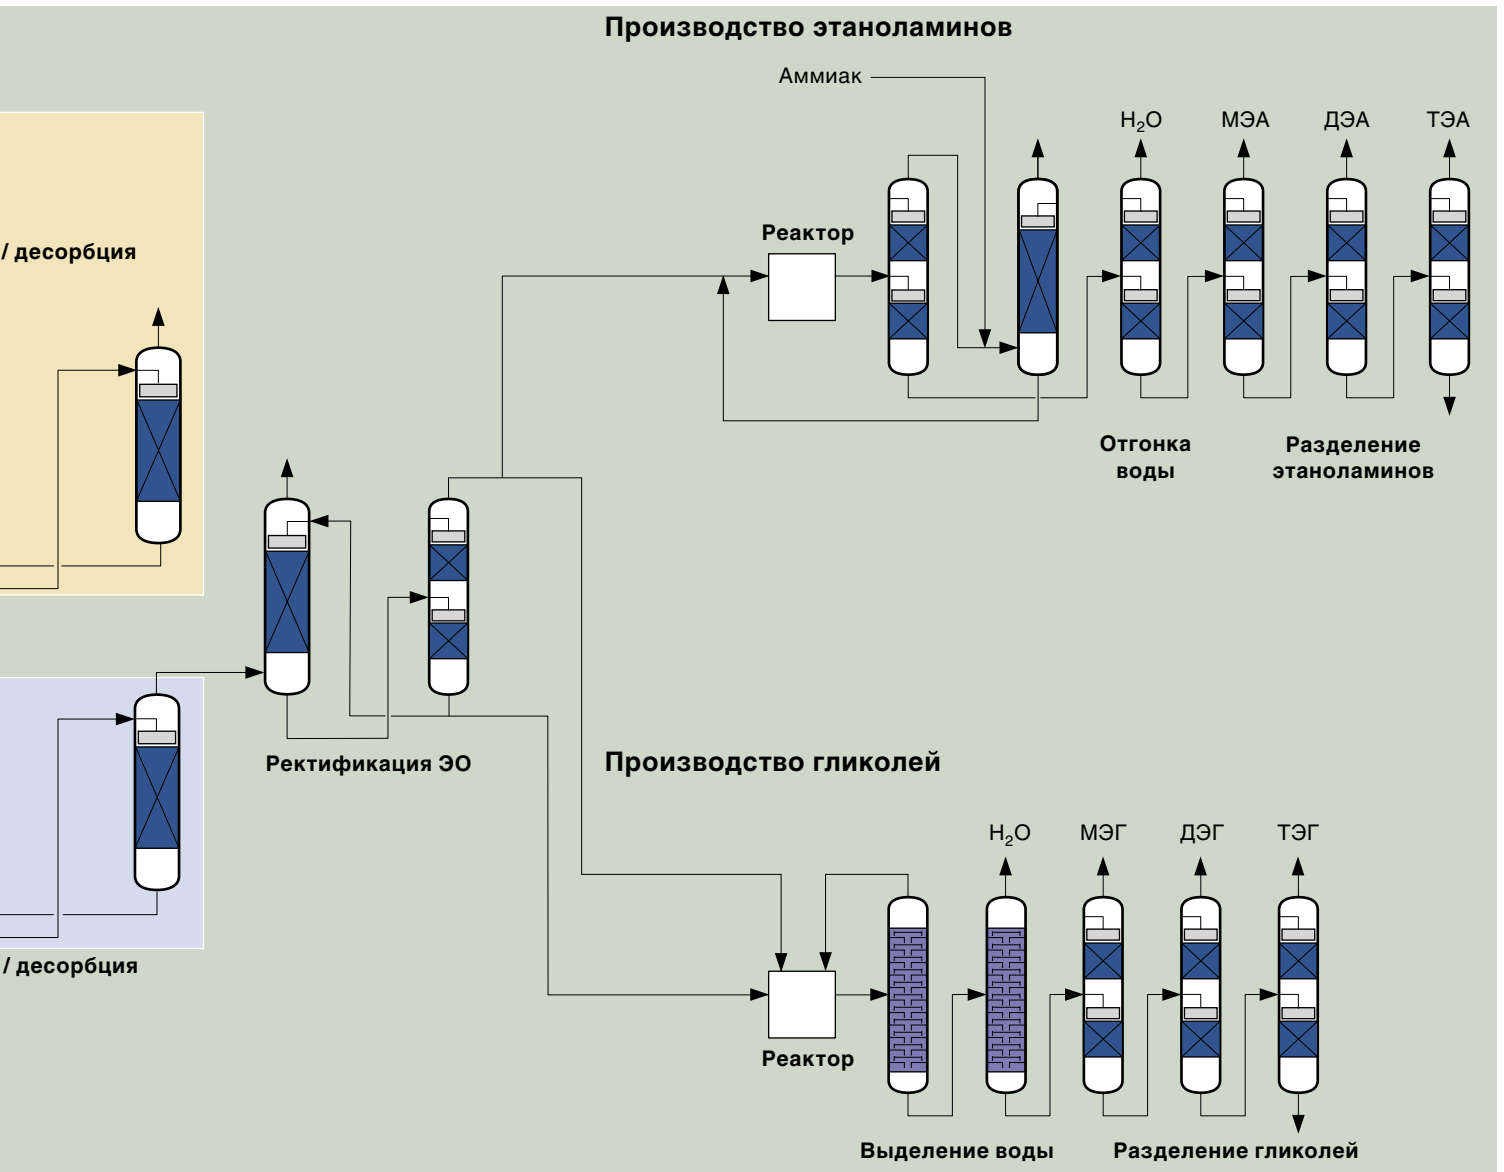 Производство этаноламинов
Аммиак
H₂O МЭА ДЭА ТЭА
Реактор
/ десорбция
Отгонка
воды
Разделение
этаноламинов
Ректификация ЭО
Производство гликолей
H₂O МЭГ ДЭГ ТЭГ
/ десорбция
Реактор
Выделение воды
Разделение гликолей